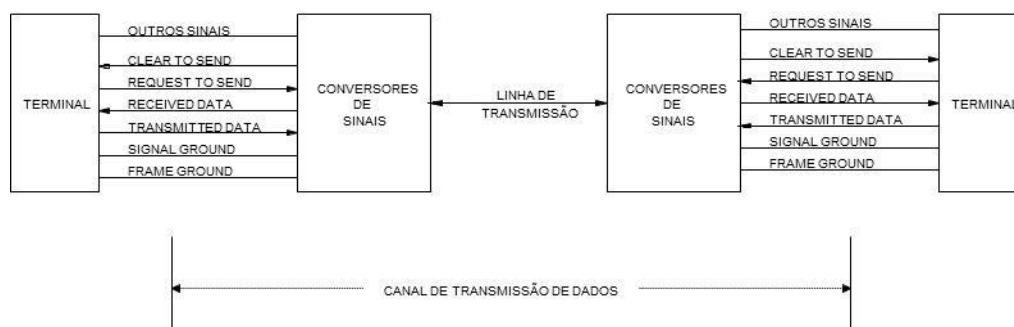 OUTROS SINAIS
CLEAR TO SEND
REQUEST TO SEND
RECEIVED DATA
TRANSMITTED DATA
SIGNAL GROUND
FRAME GROUND
TERMINAL
CONVERSORES
DE
SINAIS
LINHA DE
TRANSMISSÃO
CONVERSORES
DE
SINAIS
OUTROS SINAIS
CLEAR TO SEND
REQUEST TO SEND
RECEIVED DATA
TRANSMITTED DATA
SIGNAL GROUND
FRAME GROUND
TERMINAL
CANAL DE TRANSMISSÃO DE DADOS